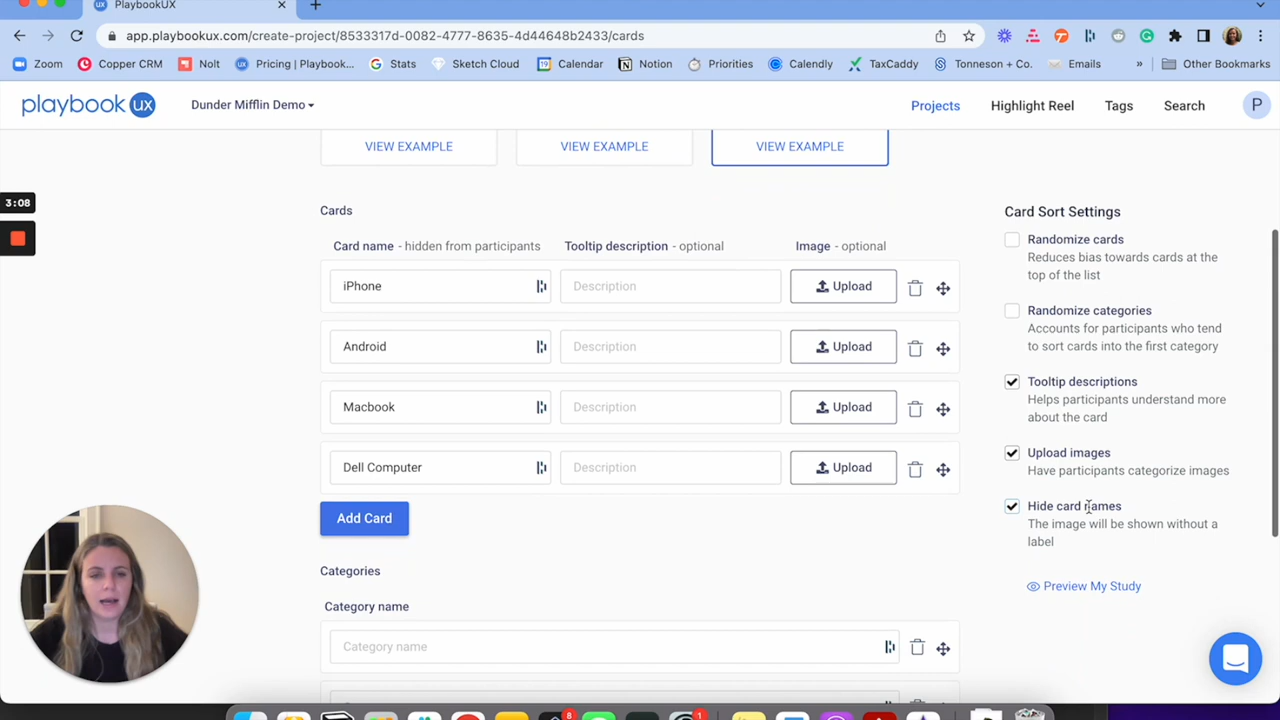 PlaybookUX
app.playbookux.com/create-project/8533317d-0082-4777-8635-4d44648b2433/cards
Zoom
Copper CRM
Nolt
Pricing | Playbook...
Stats
Sketch Cloud
Calendar
Notion
Priorities
Calendly
TaxCaddy
Tonneson + Co.
Emails
»
Other Bookmarks
playbook ux
Dunder Mifflin Demo
Projects
Highlight Reel
Tags
Search
P
VIEW EXAMPLE
VIEW EXAMPLE
VIEW EXAMPLE
3:08
Cards
Card name - hidden from participants
Tooltip description - optional
Image - optional
iPhone
Description
Upload
Android
Description
Upload
Macbook
Description
Upload
Dell Computer
Description
Upload
Add Card
Categories
Category name
Category name
Card Sort Settings
Randomize cards
Reduces bias towards cards at the
top of the list
Randomize categories
Accounts for participants who tend
to sort cards into the first category
Tooltip descriptions
Helps participants understand more
about the card
Upload images
Have participants categorize images
Hide card names
The image will be shown without a
label
Preview My Study
8
1